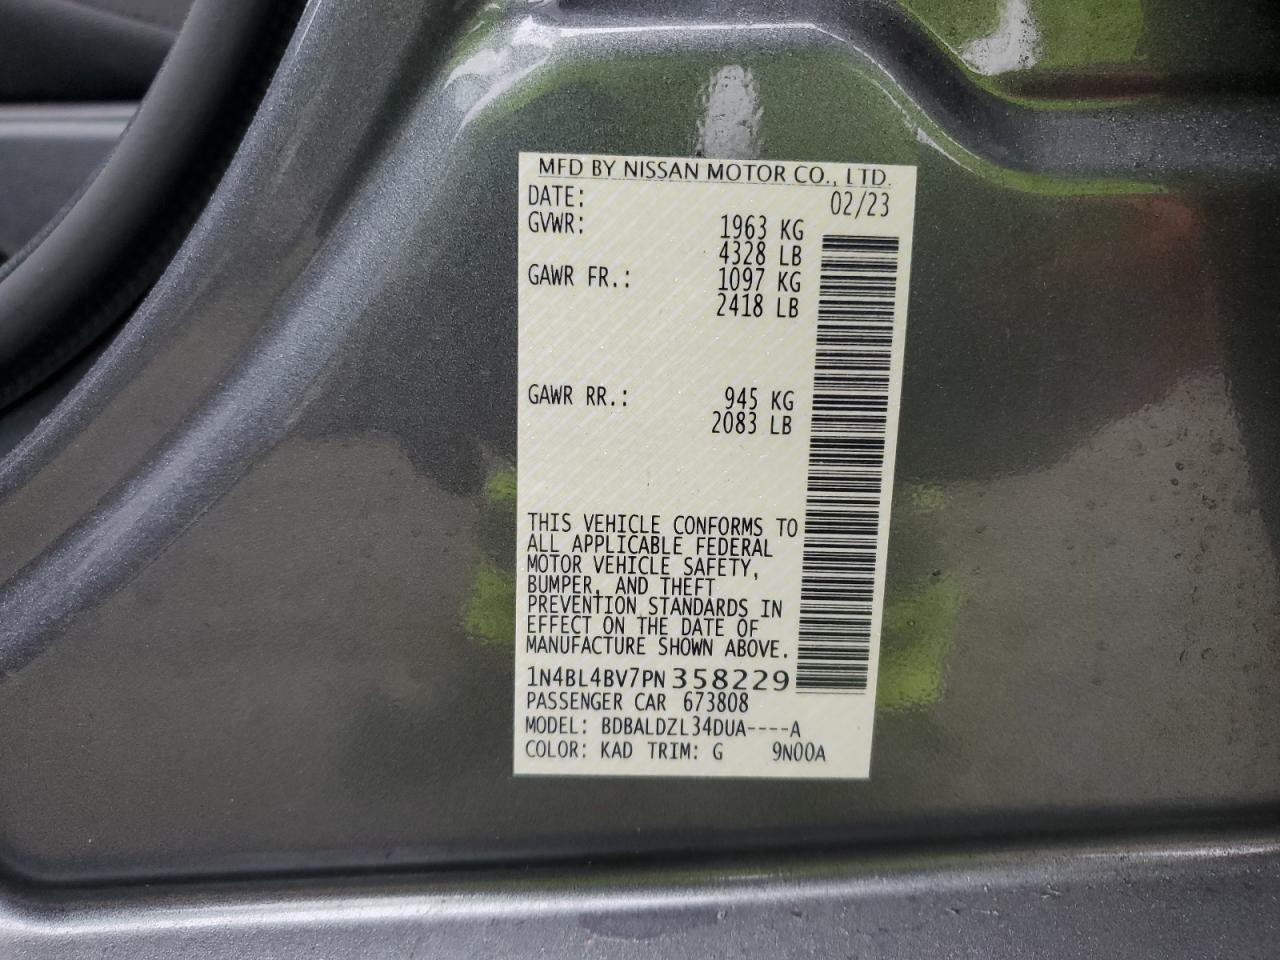 MFD BY NISSAN MOTOR CO., LTD.
DATE: 02/23
GVWR: 1963 KG
4328 LB
GAWR FR.: 1097 KG
2418 LB
GAWR RR.: 945 KG
2083 LB
THIS VEHICLE CONFORMS TO
ALL APPLICABLE FEDERAL
MOTOR VEHICLE SAFETY,
BUMPER, AND THEFT
PREVENTION STANDARDS IN
EFFECT ON THE DATE OF
MANUFACTURE SHOWN ABOVE.
1N4BL4BV7PN358229
PASSENGER CAR 673808
MODEL: BDBALDZL34DUA----A
COLOR: KAD TRIM: G 9N00A